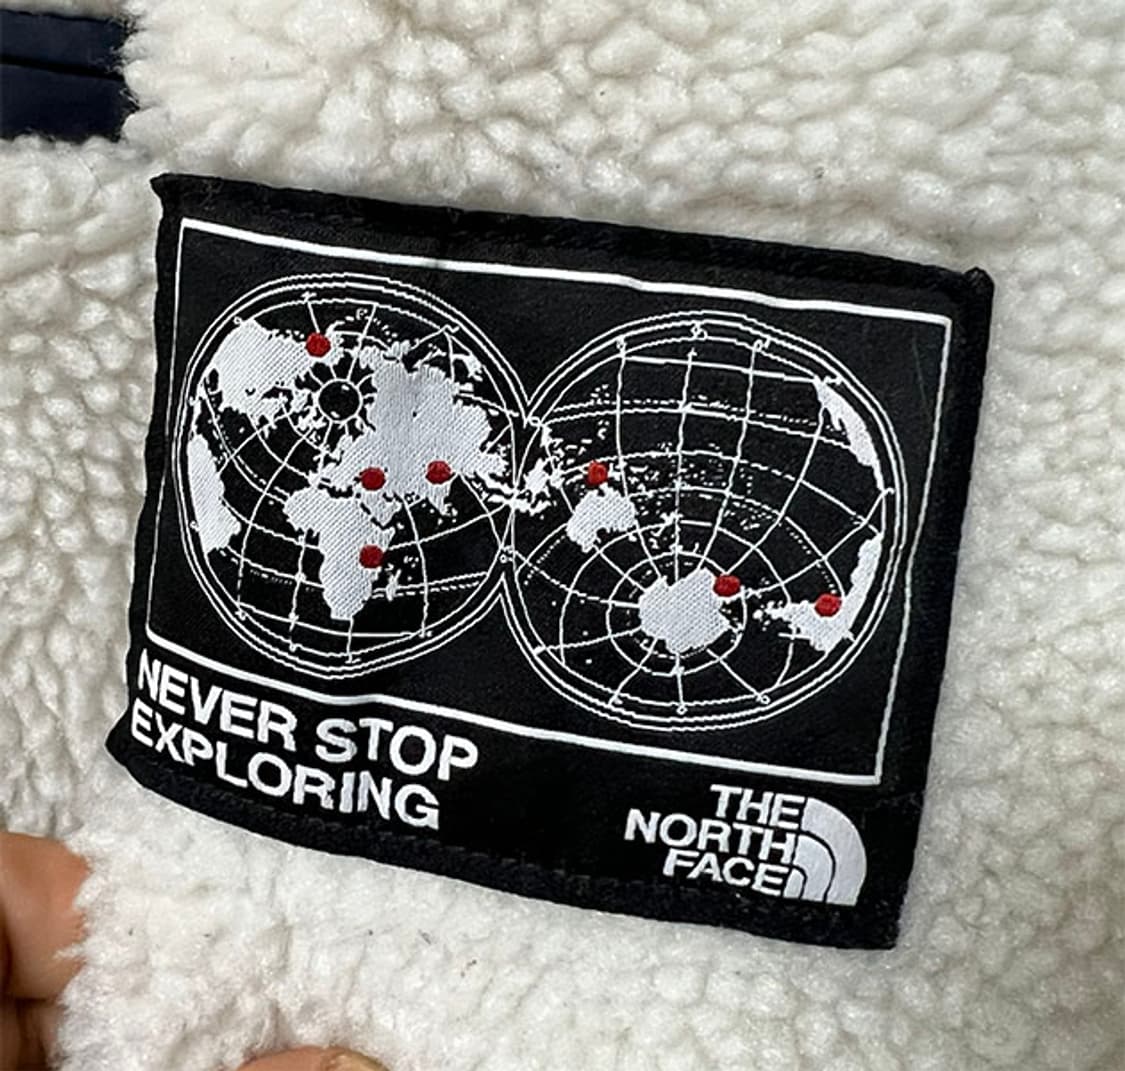 NEVER STOP
EXPLORING
THE
NORTH
FACE